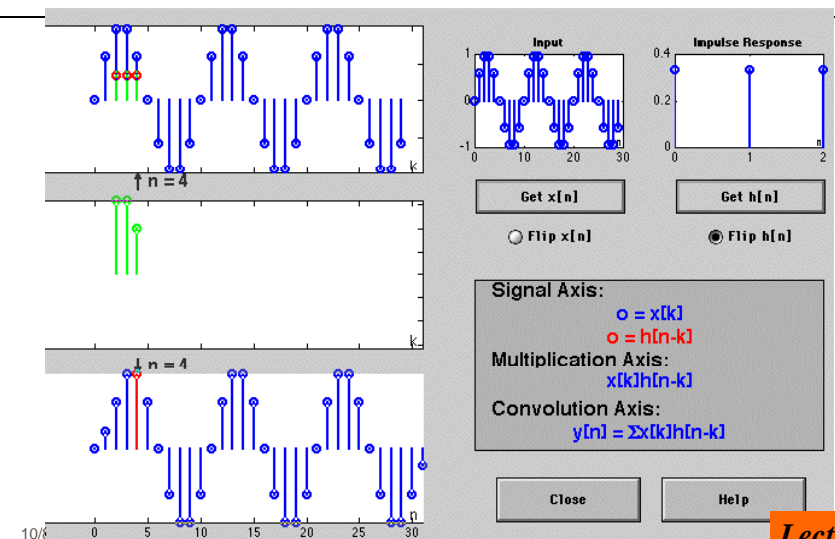 Input
Impulse Response
1
0
-1
0 10 20 30
n
0.4
0.2
0
0 1 2
n
k
n = 4
Get x[n]
Get h[n]
Flip x[n]
Flip h[n]
k
n = 4
Signal Axis:
o = x[k]
o = h[n-k]
Multiplication Axis:
x[k]h[n-k]
Convolution Axis:
y[n] = Σx[k]h[n-k]
n
0 5 10 15 20 25 30
Close
Help
10/
Lect